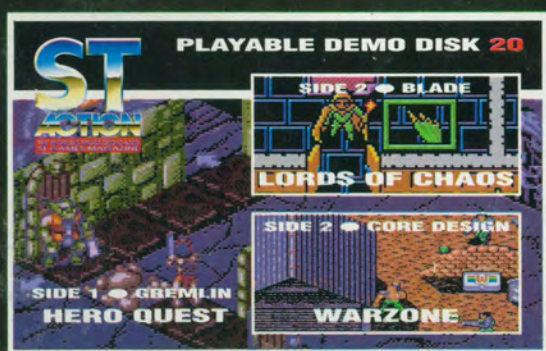 PLAYABLE DEMO DISK 20
ST
ACTION
SIDE 2 ● BLADE
LORDS OF CHAOS
SIDE 2 ● CORE DESIGN
WARZONE
SIDE 1 ● GREMLIN
HERO QUEST